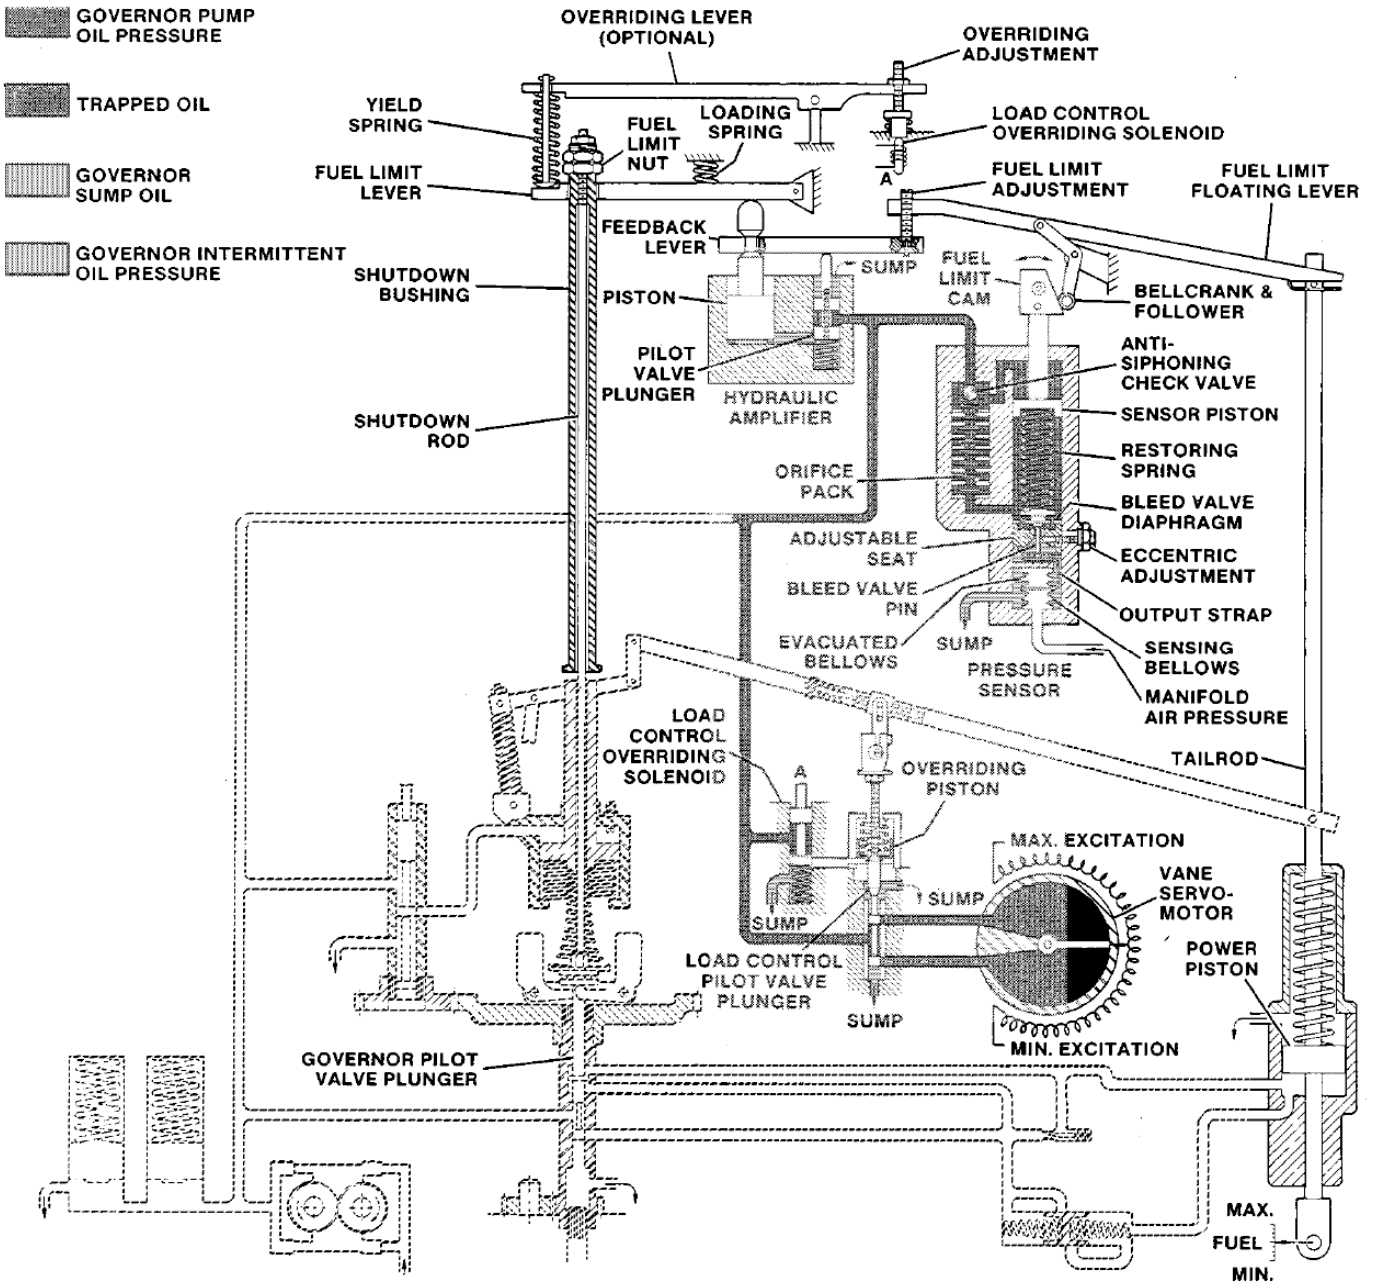 GOVERNOR PUMP
OIL PRESSURE
TRAPPED OIL
GOVERNOR
SUMP OIL
GOVERNOR INTERMITTENT
OIL PRESSURE
OVERRIDING LEVER
(OPTIONAL)
OVERRIDING
ADJUSTMENT
YIELD
SPRING
FUEL
LIMIT
NUT
LOADING
SPRING
LOAD CONTROL
OVERRIDING SOLENOID
A
FUEL LIMIT
LEVER
FUEL LIMIT
ADJUSTMENT
FUEL LIMIT
FLOATING LEVER
FEEDBACK
LEVER
SUMP
FUEL
LIMIT
CAM
SHUTDOWN
BUSHING
PISTON
BELLCRANK &
FOLLOWER
PILOT
VALVE
PLUNGER
ANTI-
SIPHONING
CHECK VALVE
HYDRAULIC
AMPLIFIER
SENSOR PISTON
SHUTDOWN
ROD
RESTORING
SPRING
ORIFICE
PACK
BLEED VALVE
DIAPHRAGM
ADJUSTABLE
SEAT
ECCENTRIC
ADJUSTMENT
BLEED VALVE
PIN
OUTPUT STRAP
EVACUATED
BELLOWS
SUMP
SENSING
BELLOWS
PRESSURE
SENSOR
MANIFOLD
AIR PRESSURE
LOAD
CONTROL
OVERRIDING
SOLENOID
A
OVERRIDING
PISTON
TAILROD
MAX. EXCITATION
VANE
SERVO-
MOTOR
SUMP
SUMP
POWER
PISTON
LOAD CONTROL
PILOT VALVE
PLUNGER
SUMP
MIN. EXCITATION
GOVERNOR PILOT
VALVE PLUNGER
MAX.
FUEL
MIN.